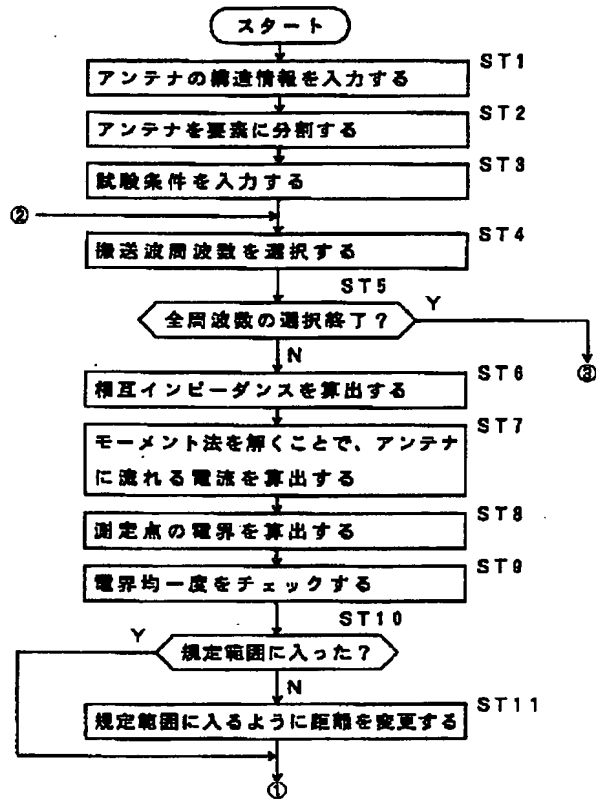 スタート
ST1
アンテナの構造情報を入力する
ST2
アンテナを要素に分割する
ST3
試験条件を入力する
②
ST4
搬送波周波数を選択する
ST5
全周波数の選択終了?
Y
N
③
ST6
相互インピーダンスを算出する
ST7
モーメント法を解くことで、アンテナ
に流れる電流を算出する
ST8
測定点の電界を算出する
ST9
電界均一度をチェックする
ST10
Y
規定範囲に入った?
N
ST11
規定範囲に入るように距離を変更する
①